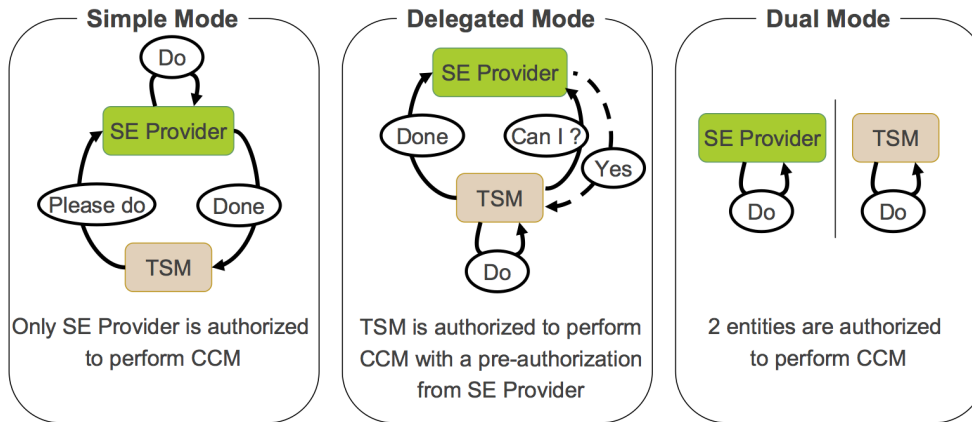 Simple Mode
Do
SE Provider
Please do
Done
TSM
Only SE Provider is authorized
to perform CCM
Delegated Mode
SE Provider
Done
Can I ?
Yes
TSM
Do
TSM is authorized to perform
CCM with a pre-authorization
from SE Provider
Dual Mode
SE Provider
TSM
Do
Do
2 entities are authorized
to perform CCM